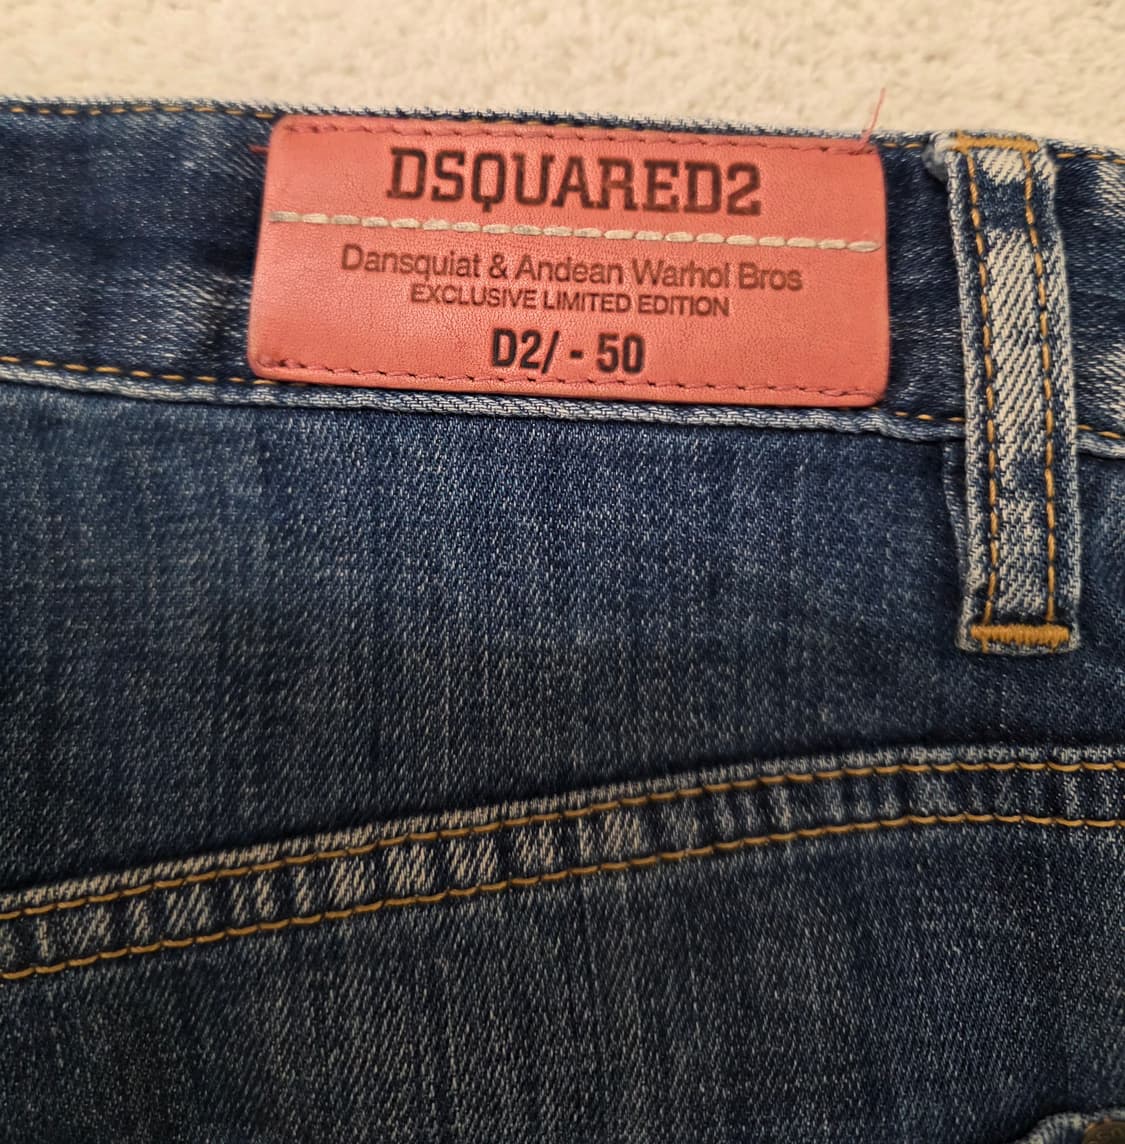 DSQUARED2
Dansquiat & Andean Warhol Bros
EXCLUSIVE LIMITED EDITION
D2/ - 50